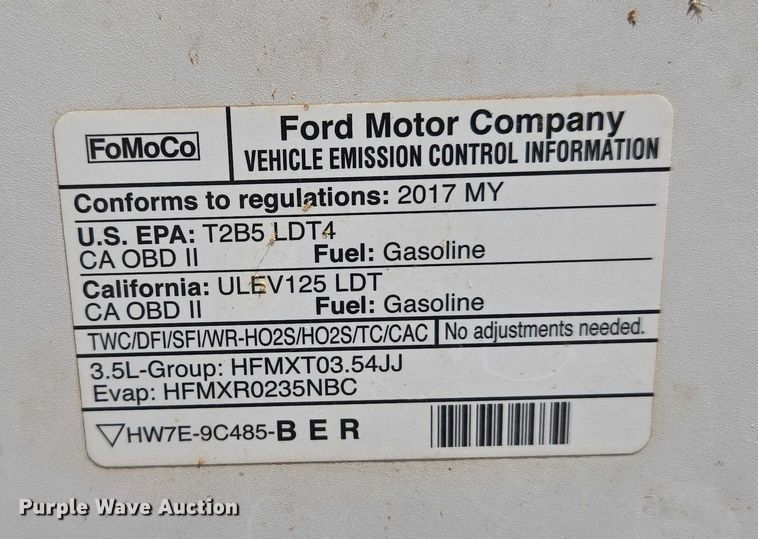 FoMoCo
Ford Motor Company
VEHICLE EMISSION CONTROL INFORMATION
Conforms to regulations: 2017 MY
U.S. EPA: T2B5 LDT4
CA OBD II Fuel: Gasoline
California: ULEV125 LDT
CA OBD II Fuel: Gasoline
TWC/DFI/SFI/WR-HO2S/HO2S/TC/CAC No adjustments needed.
3.5L-Group: HFMXT03.54JJ
Evap: HFMXR0235NBC
▽HW7E-9C485-B E R
Purple Wave Auction